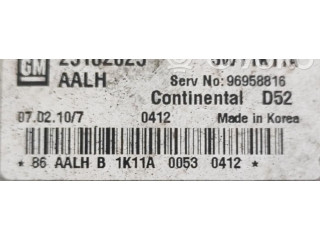 GM
AALH Serv No: 96958816
Continental D52
07.02.10/7 0412 Made in Korea
* 86 AALH B 1K11A 0053 0412 *